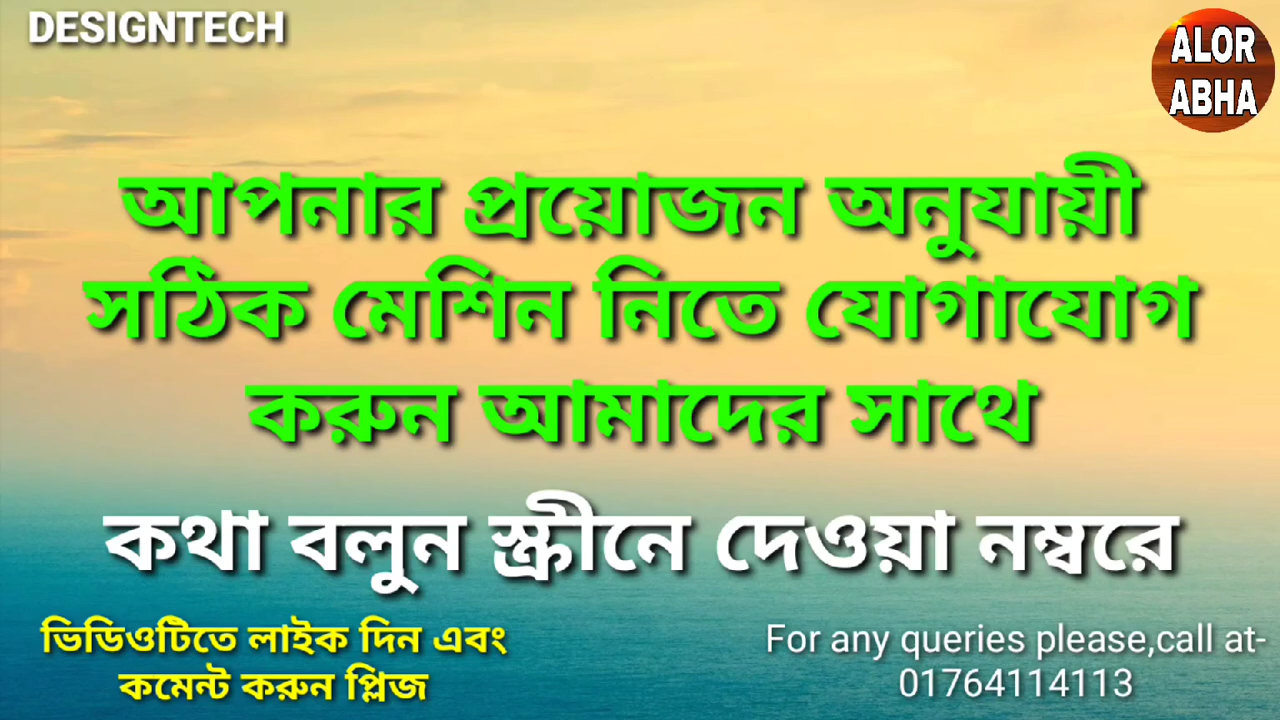 DESIGNTECH
ALOR
ABHA
আপনার প্রয়োজন অনুযায়ী
সঠিক মেশিন নিতে যোগাযোগ
করুন আমাদের সাথে
কথা বলুন স্ক্রীনে দেওয়া নম্বরে
ভিডিওটিতে লাইক দিন এবং
কমেন্ট করুন প্লিজ
For any queries please,call at-
01764114113